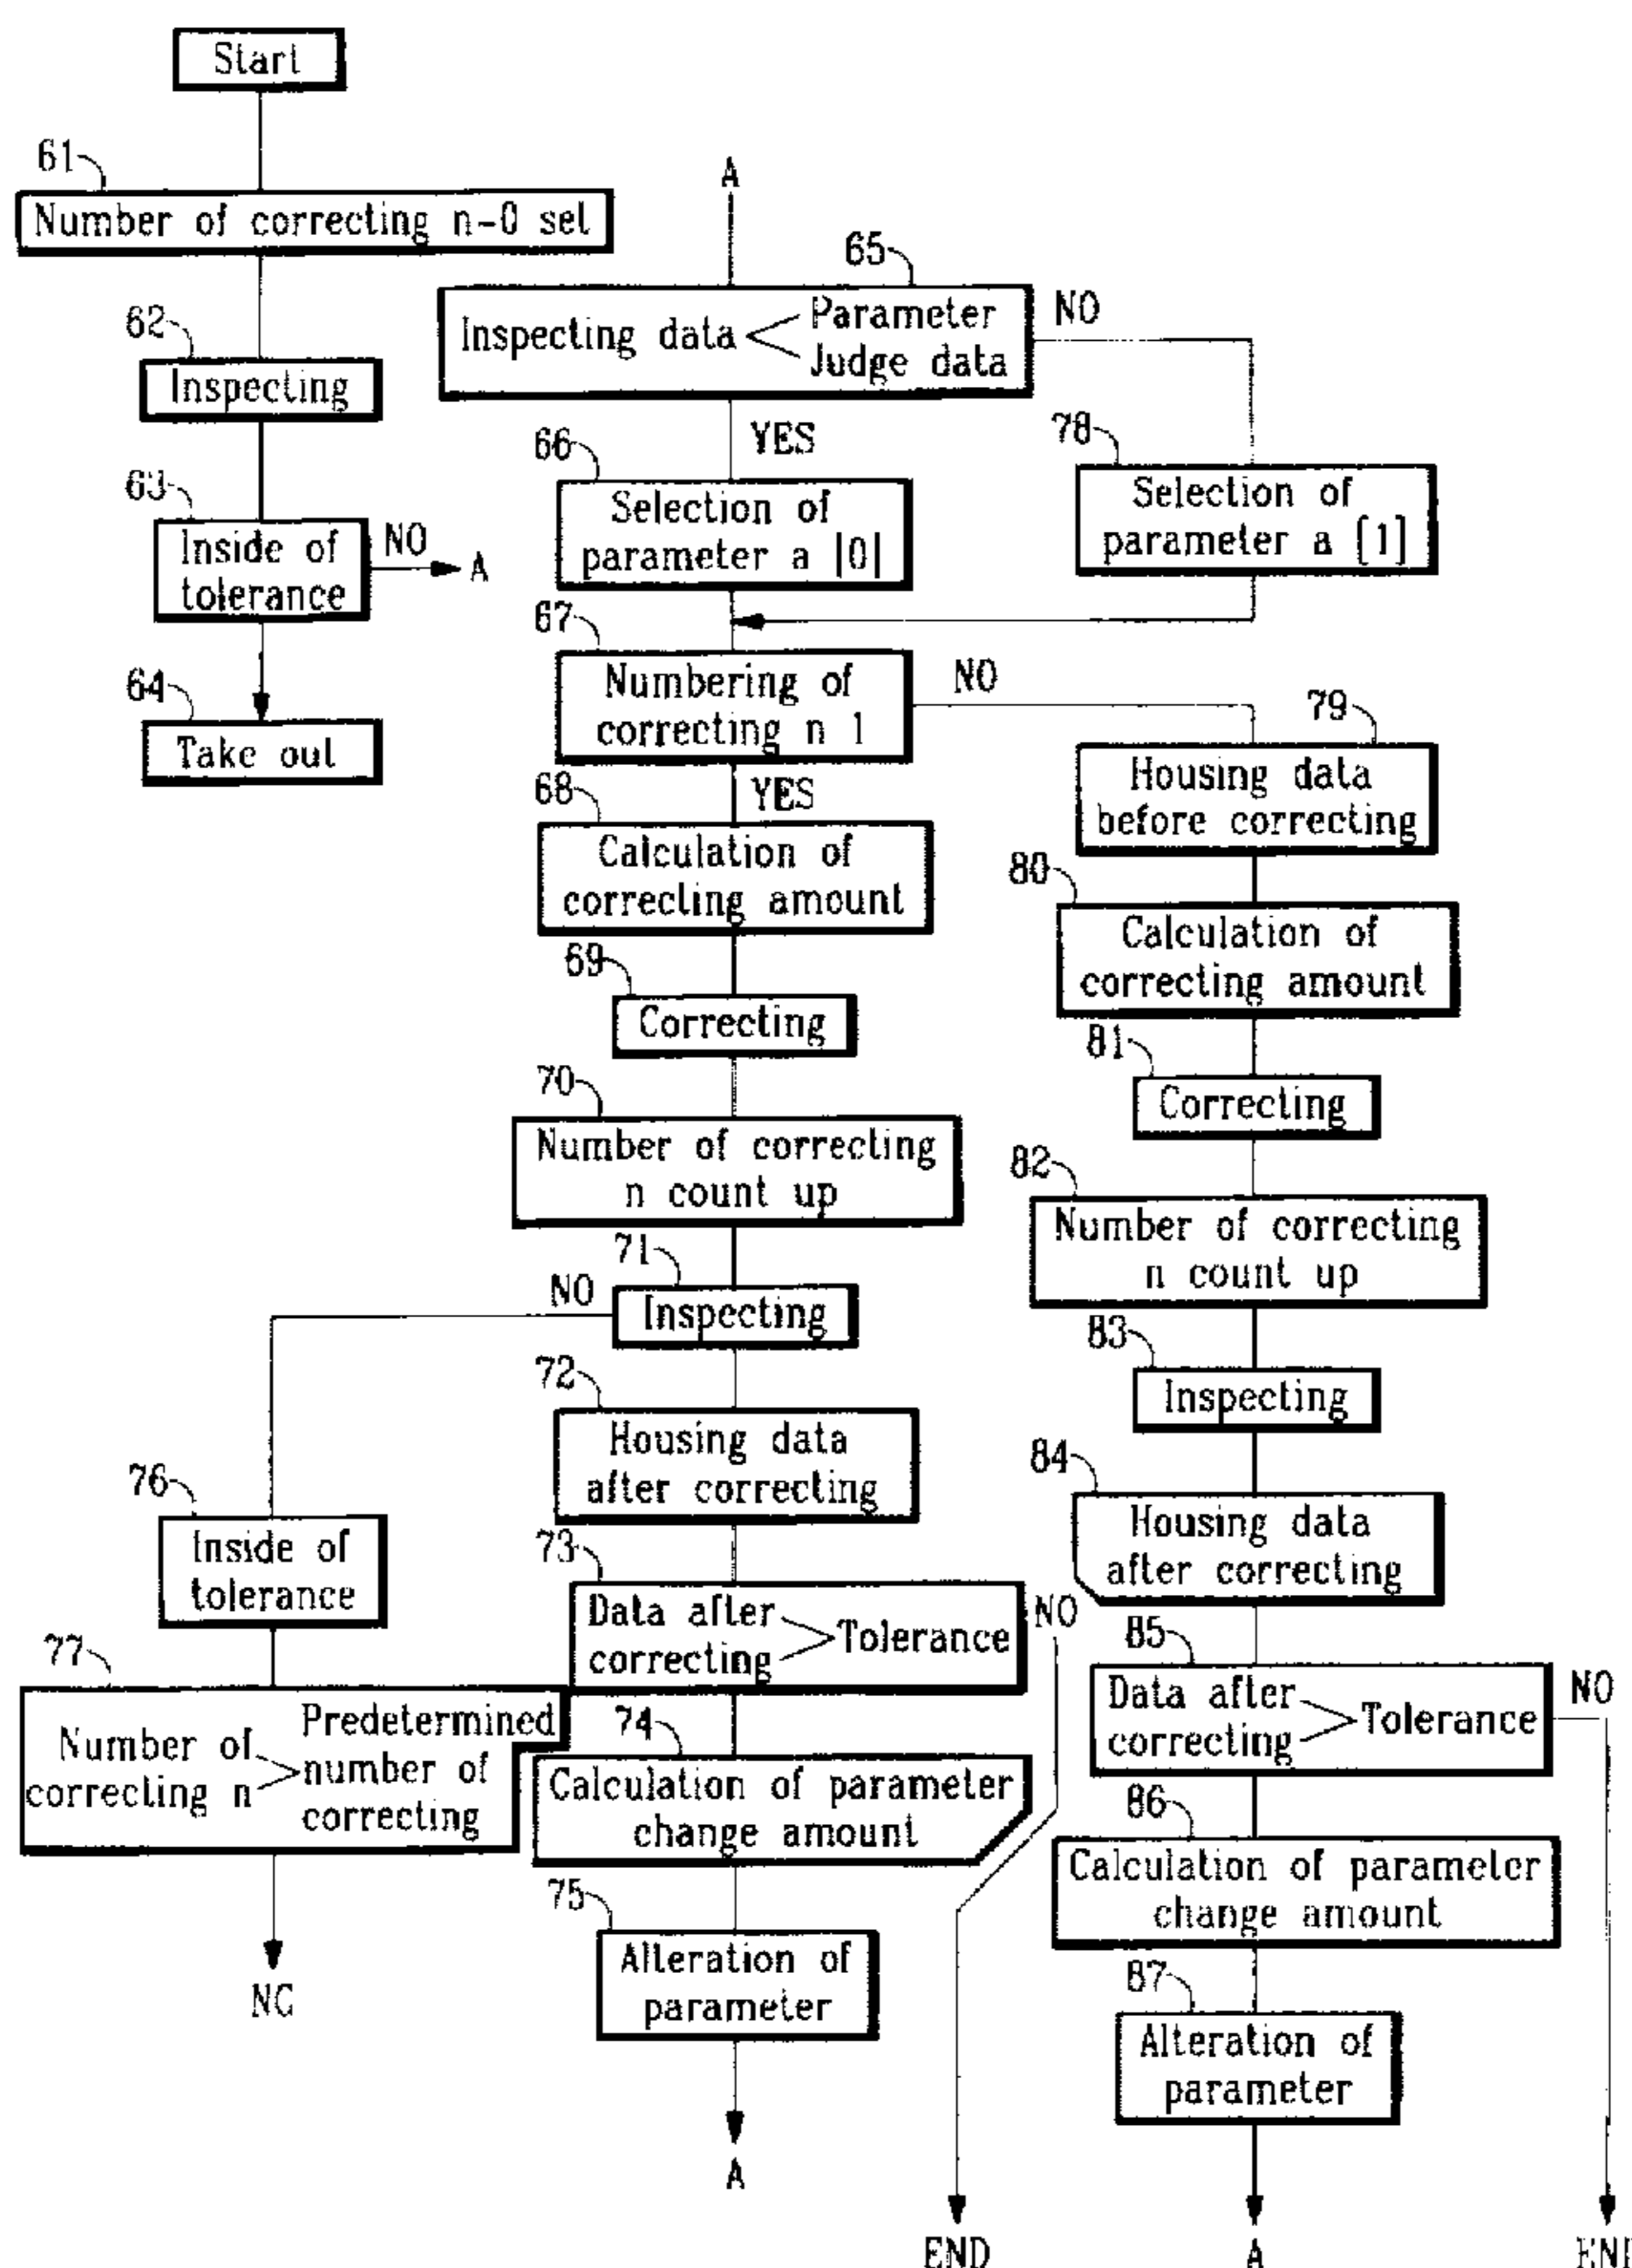 Start
61
Number of correcting n-0 set
62
Inspecting
63
Inside of
tolerance
NO
A
64
Take out
A
65
Inspecting data < Parameter
Judge data
NO
YES
66
Selection of
parameter a |0|
78
Selection of
parameter a [1]
67
Numbering of
correcting n 1
NO
YES
68
Calculation of
correcting amount
69
Correcting
70
Number of correcting
n count up
71
NO
Inspecting
72
Housing data
after correcting
73
Data after
correcting > Tolerance
NO
74
Calculation of parameter
change amount
75
Alteration of
parameter
A
END
76
Inside of
tolerance
77
Number of
correcting n > Predetermined
number of
correcting
NG
79
Housing data
before correcting
80
Calculation of
correcting amount
81
Correcting
82
Number of correcting
n count up
83
Inspecting
84
Housing data
after correcting
85
Data after
correcting > Tolerance
NO
86
Calculation of parameter
change amount
87
Alteration of
parameter
A
END